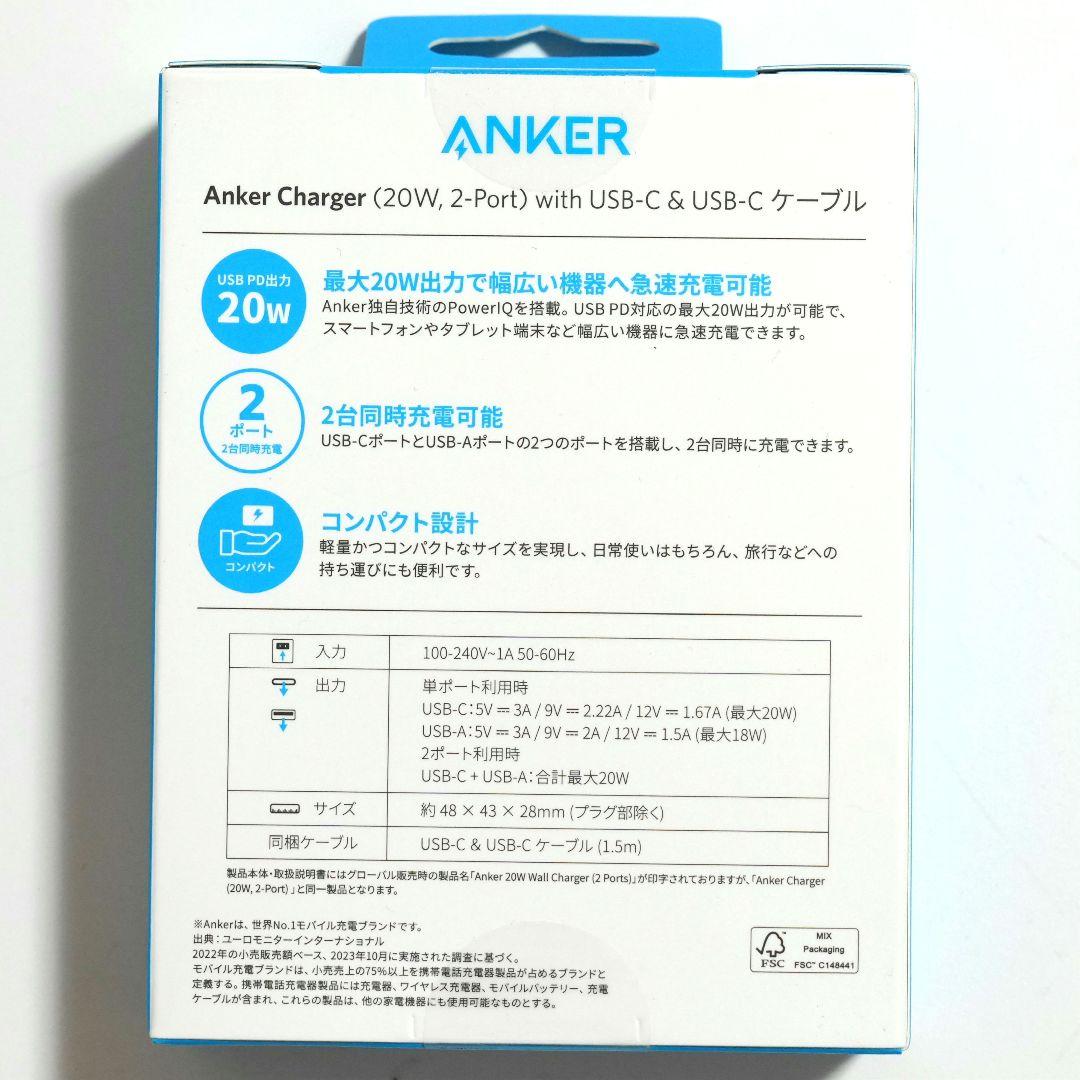 ANKER
Anker Charger (20W, 2-Port) with USB-C & USB-C ケーブル
USB PD出力
20W
最大20W出力で幅広い機器へ急速充電可能
Anker独自技術のPowerIQを搭載。USB PD対応の最大20W出力が可能で、
スマートフォンやタブレット端末など幅広い機器に急速充電できます。
2
ポート
2台同時充電
2台同時充電可能
USB-CポートとUSB-Aポートの2つのポートを搭載し、2台同時に充電できます。
コンパクト
コンパクト設計
軽量かつコンパクトなサイズを実現し、日常使いはもちろん、旅行などへの
持ち運びにも便利です。
入力 100-240V~1A 50-60Hz
出力 単ポート利用時
USB-C：5V ⎓ 3A / 9V ⎓ 2.22A / 12V ⎓ 1.67A (最大20W)
USB-A：5V ⎓ 3A / 9V ⎓ 2A / 12V ⎓ 1.5A (最大18W)
2ポート利用時
USB-C + USB-A：合計最大20W
サイズ 約 48 × 43 × 28mm (プラグ部除く)
同梱ケーブル USB-C & USB-C ケーブル (1.5m)
製品本体・取扱説明書にはグローバル販売時の製品名「Anker 20W Wall Charger (2 Ports)」が印字されておりますが、「Anker Charger
(20W, 2-Port) 」と同一製品となります。
※Ankerは、世界No.1モバイル充電ブランドです。
出典：ユーロモニターインターナショナル
2022年の小売販売額ベース、2023年10月に実施された調査に基づく。
モバイル充電ブランドは、小売売上の75%以上を携帯電話充電器製品が占めるブランドと
定義する。携帯電話充電器製品には充電器、ワイヤレス充電器、モバイルバッテリー、充電
ケーブルが含まれ、これらの製品は、他の家電機器にも使用可能なものとする。
FSC
MIX
Packaging
FSC™ C148441